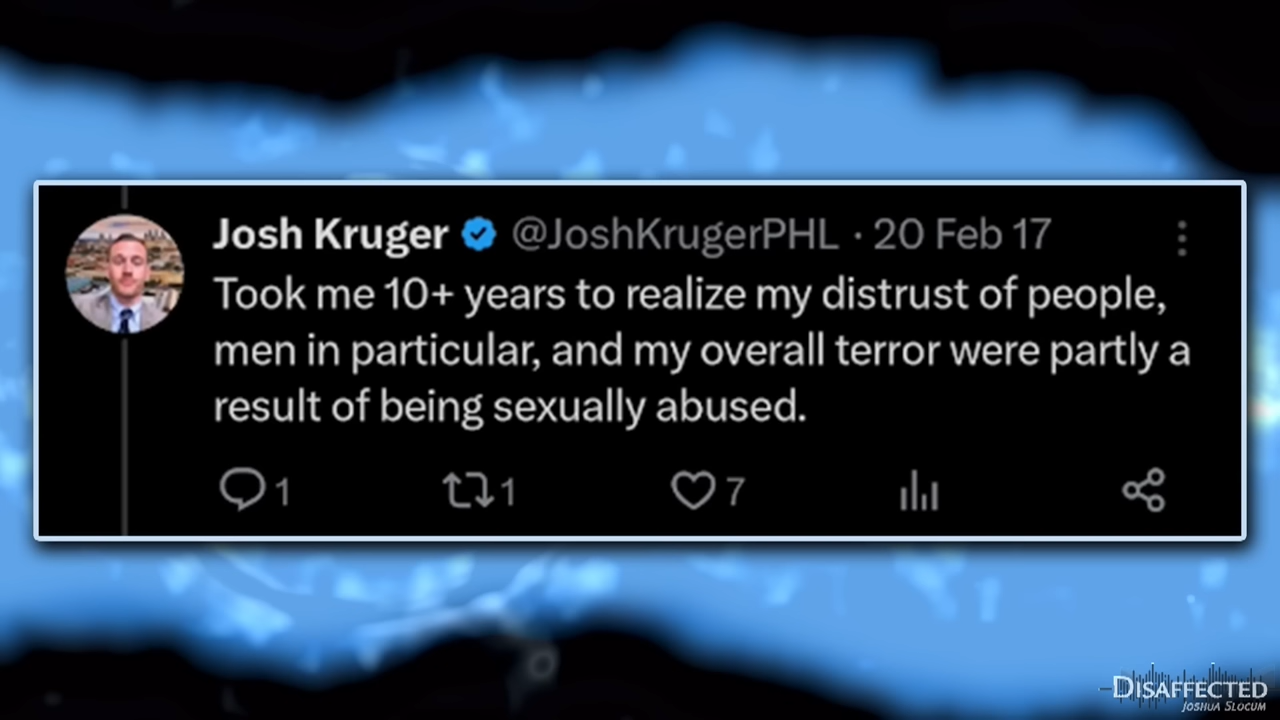 Josh Kruger @JoshKrugerPHL · 20 Feb 17
Took me 10+ years to realize my distrust of people,
men in particular, and my overall terror were partly a
result of being sexually abused.
1 1 7
DISAFFECTED
JOSHUA SLOCUM